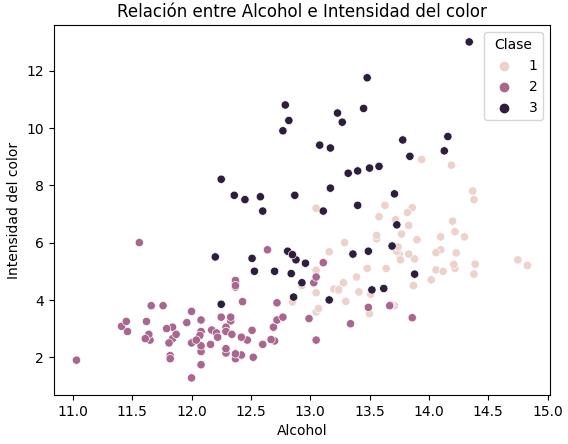 Relación entre Alcohol e Intensidad del color
Clase
1
2
3
Intensidad del color
12
10
8
6
4
2
11.0 11.5 12.0 12.5 13.0 13.5 14.0 14.5 15.0
Alcohol